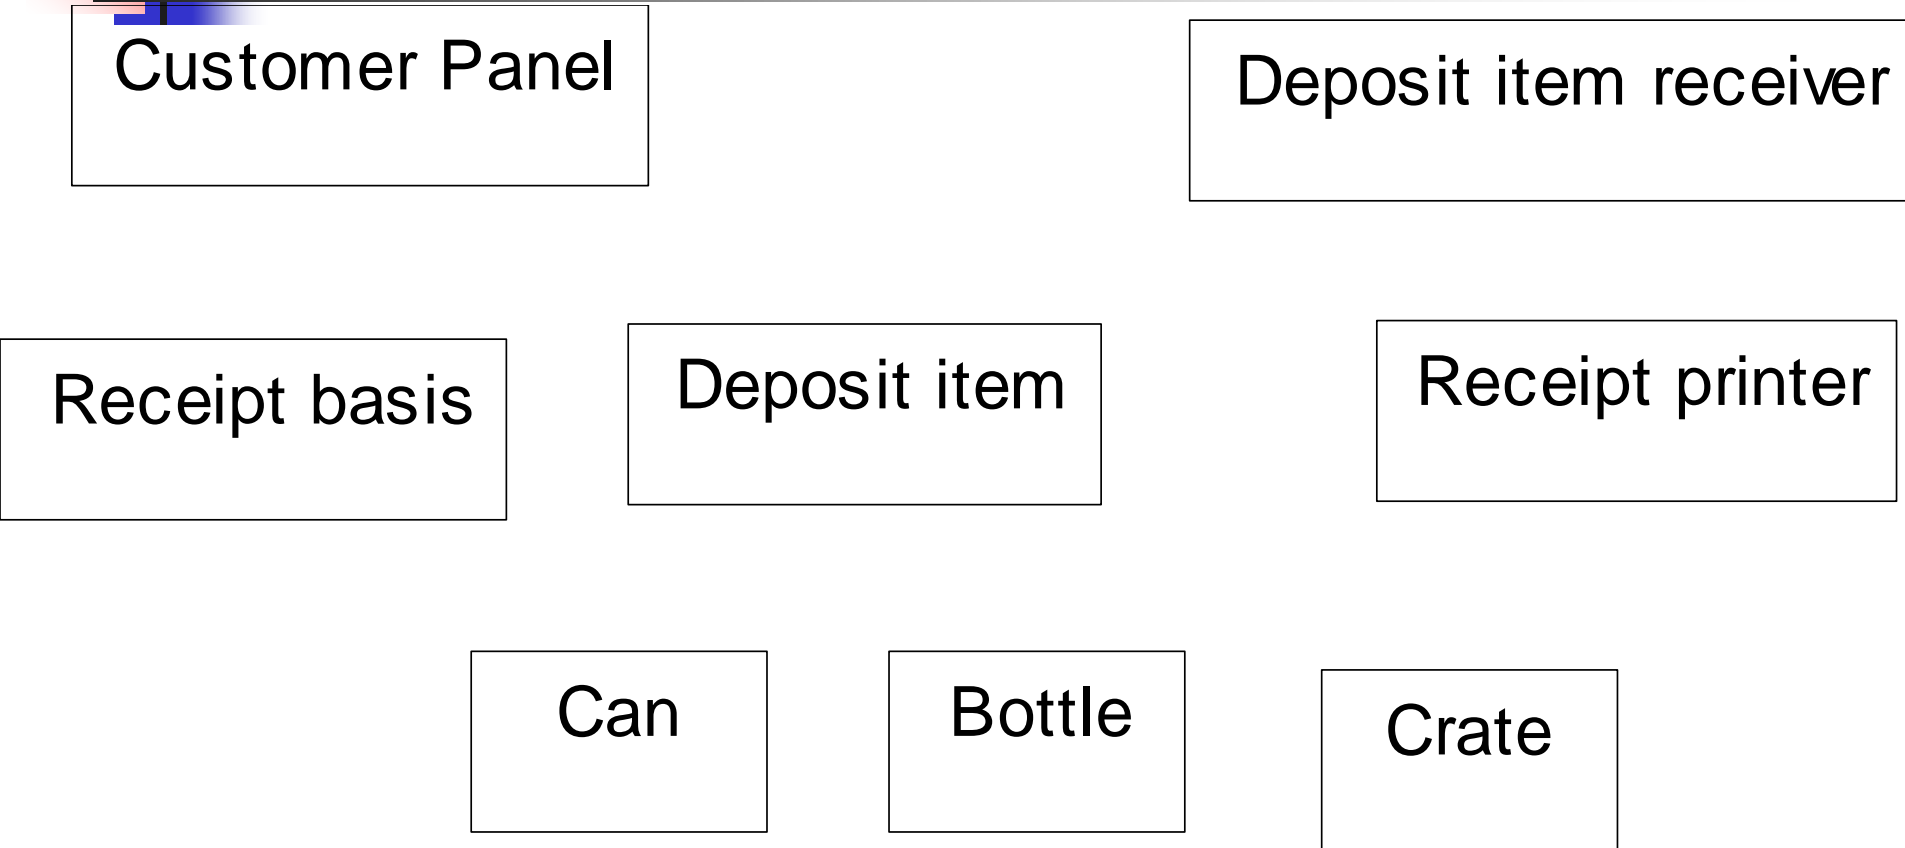 Customer Panel
Deposit item receiver
Receipt basis
Deposit item
Receipt printer
Can
Bottle
Crate